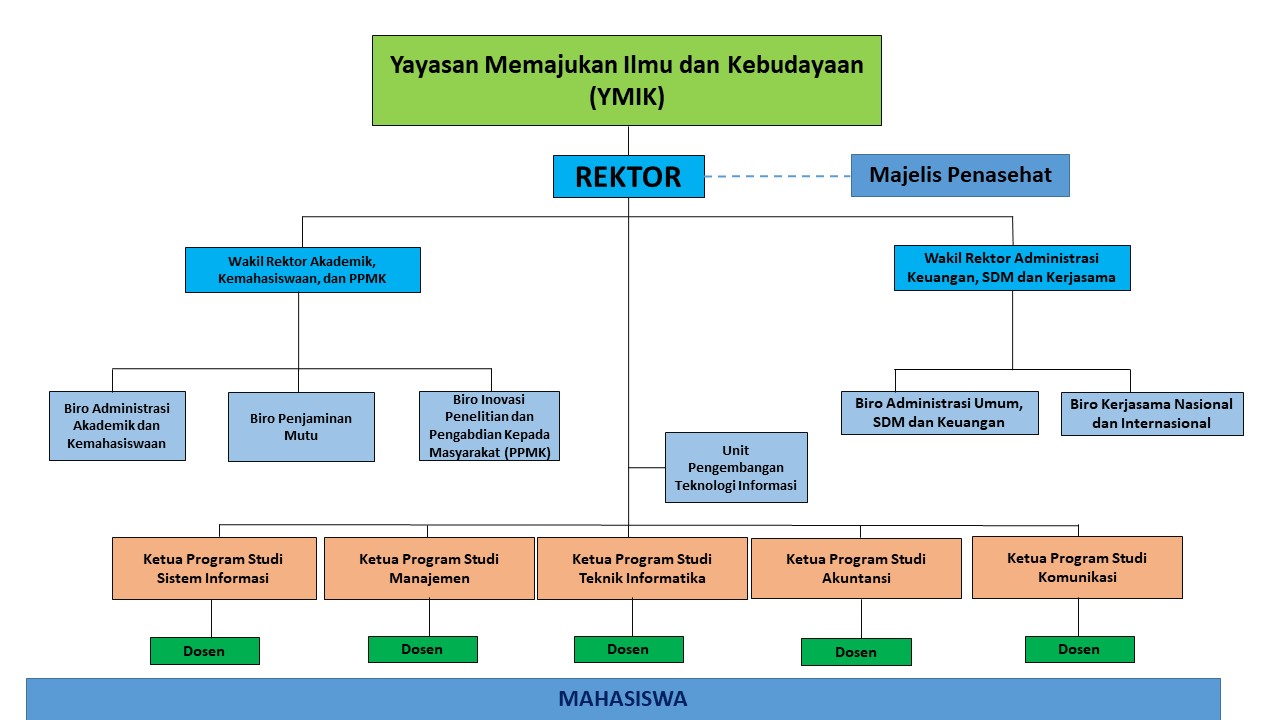 Yayasan Memajukan Ilmu dan Kebudayaan
(YMIK)
REKTOR
Majelis Penasehat
Wakil Rektor Akademik,
Kemahasiswaan, dan PPMK
Wakil Rektor Administrasi
Keuangan, SDM dan Kerjasama
Biro Administrasi
Akademik dan
Kemahasiswaan
Biro Penjaminan
Mutu
Biro Inovasi
Penelitian dan
Pengabdian Kepada
Masyarakat (PPMK)
Biro Administrasi Umum,
SDM dan Keuangan
Biro Kerjasama Nasional
dan Internasional
Unit
Pengembangan
Teknologi Informasi
Ketua Program Studi
Sistem Informasi
Ketua Program Studi
Manajemen
Ketua Program Studi
Teknik Informatika
Ketua Program Studi
Akuntansi
Ketua Program Studi
Komunikasi
Dosen
Dosen
Dosen
Dosen
Dosen
MAHASISWA